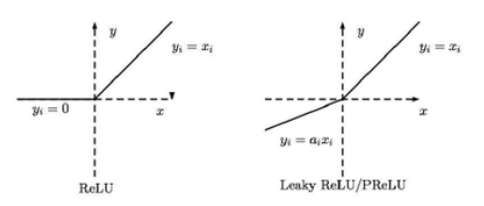 y
y_i = x_i
y_i = 0
x
ReLU
y
y_i = x_i
x
y_i = a_i x_i
Leaky ReLU/PReLU